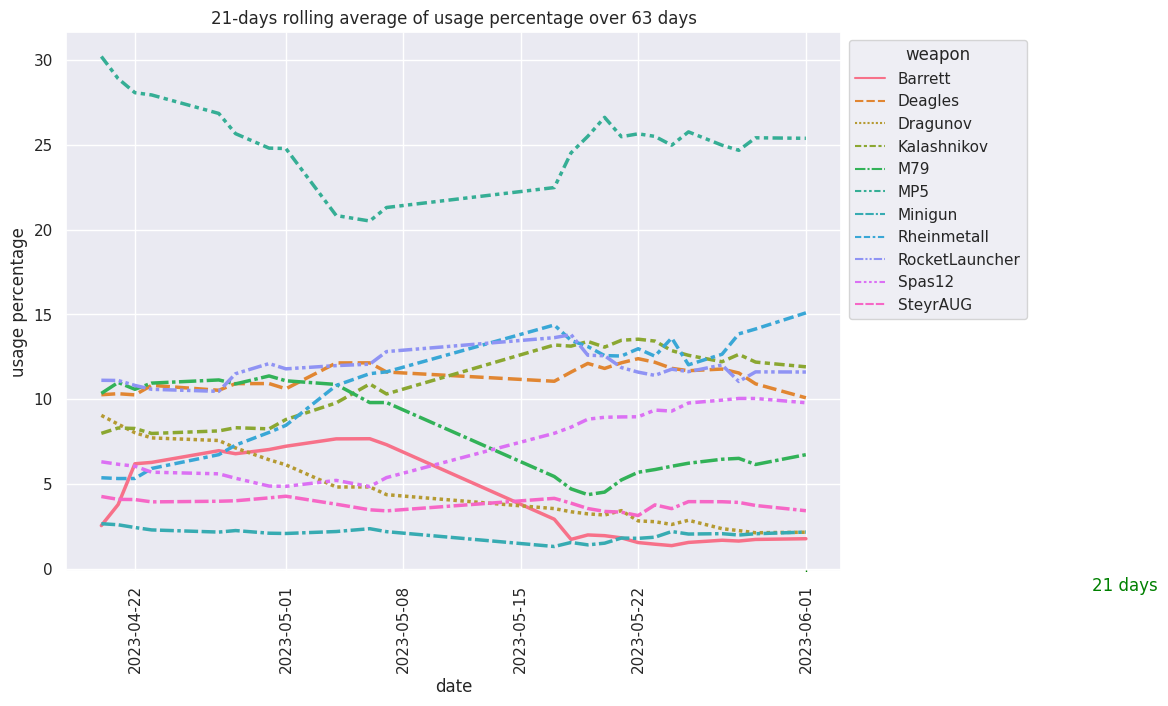 21-days rolling average of usage percentage over 63 days
usage percentage
30
25
20
15
10
5
0
2023-04-22
2023-05-01
2023-05-08
2023-05-15
2023-05-22
2023-06-01
date
weapon
Barrett
Deagles
Dragunov
Kalashnikov
M79
MP5
Minigun
Rheinmetall
RocketLauncher
Spas12
SteyrAUG
21 days